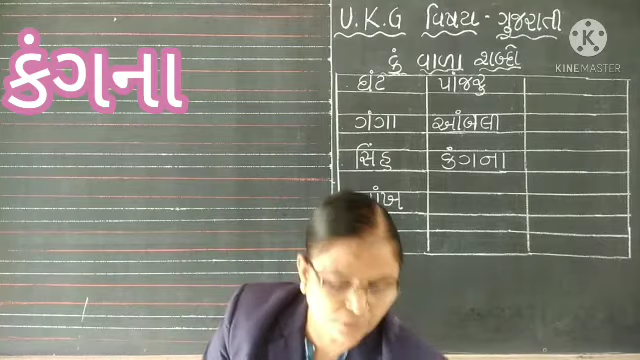 U.K.G વિષય - ગુજરાતી
KINEMASTER
કં વાળા શબ્દો
કંગના
ઘંટ પાંજરું
ગંગા આંબલી
સિંહ કંગના